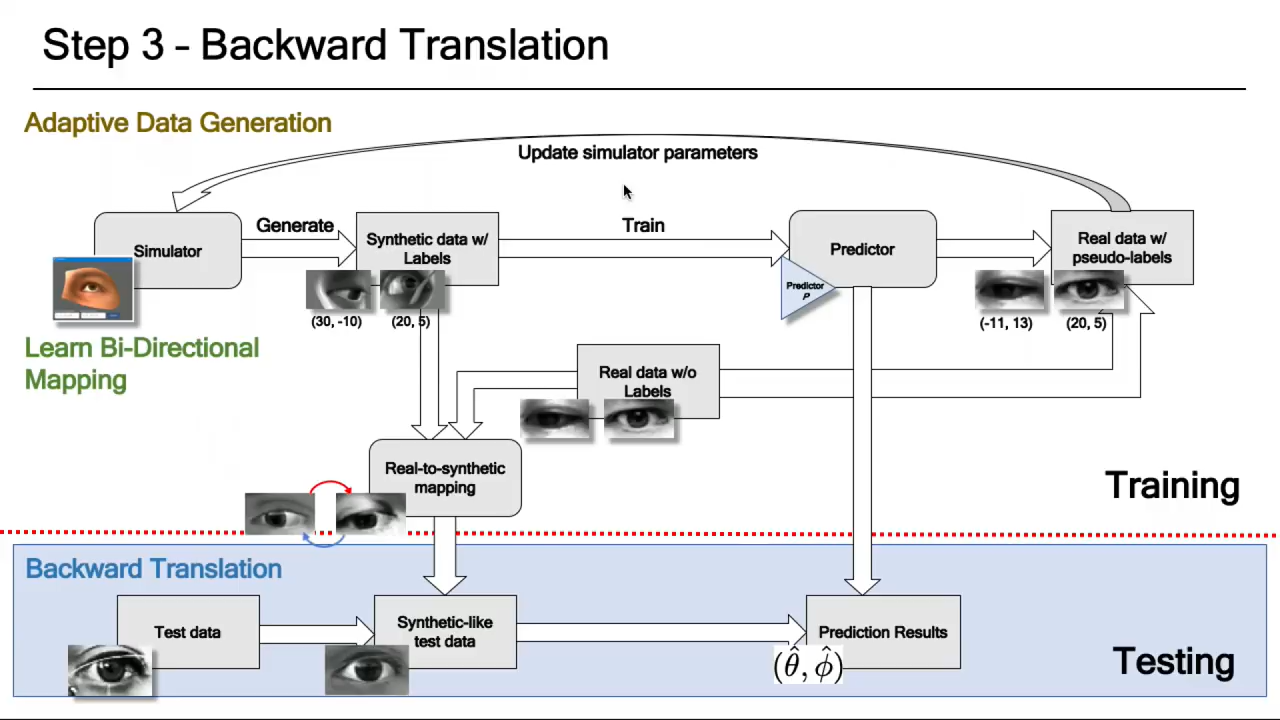 Step 3 - Backward Translation
Adaptive Data Generation
Update simulator parameters
Simulator
Generate
Synthetic data w/
Labels
Train
Predictor
Real data w/
pseudo-labels
Predictor
P
(30, -10)
(20, 5)
(-11, 13)
(20, 5)
Learn Bi-Directional
Mapping
Real data w/o
Labels
Real-to-synthetic
mapping
Training
Backward Translation
Test data
Synthetic-like
test data
Prediction Results
(θ̂, ϕ̂)
Testing